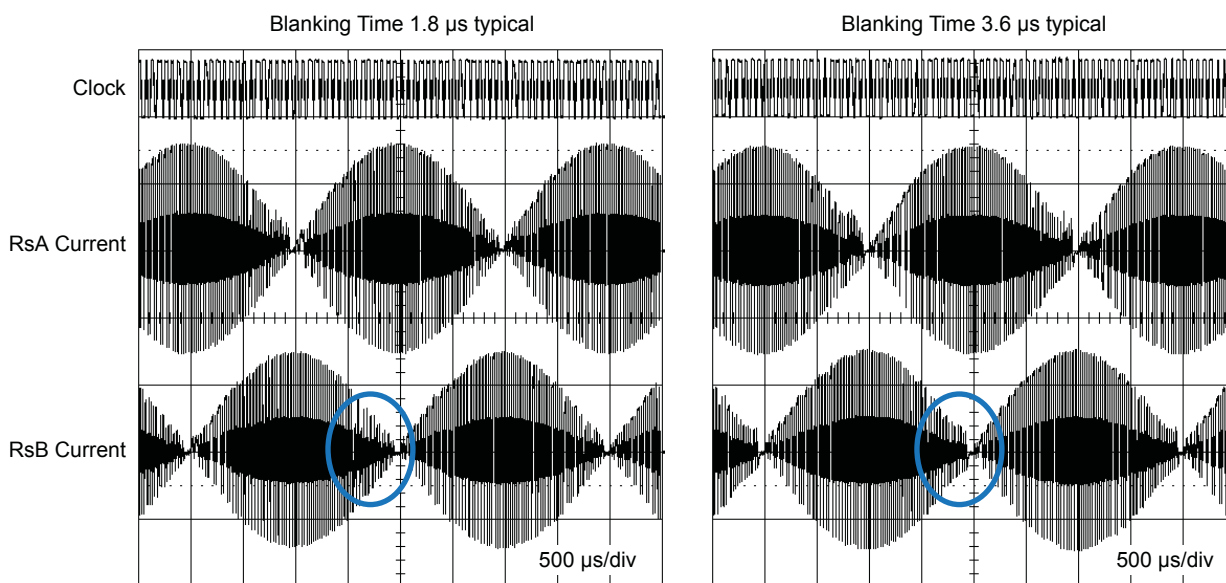 Blanking Time 1.8 µs typical
Blanking Time 3.6 µs typical
Clock
RsA Current
RsB Current
500 µs/div
500 µs/div